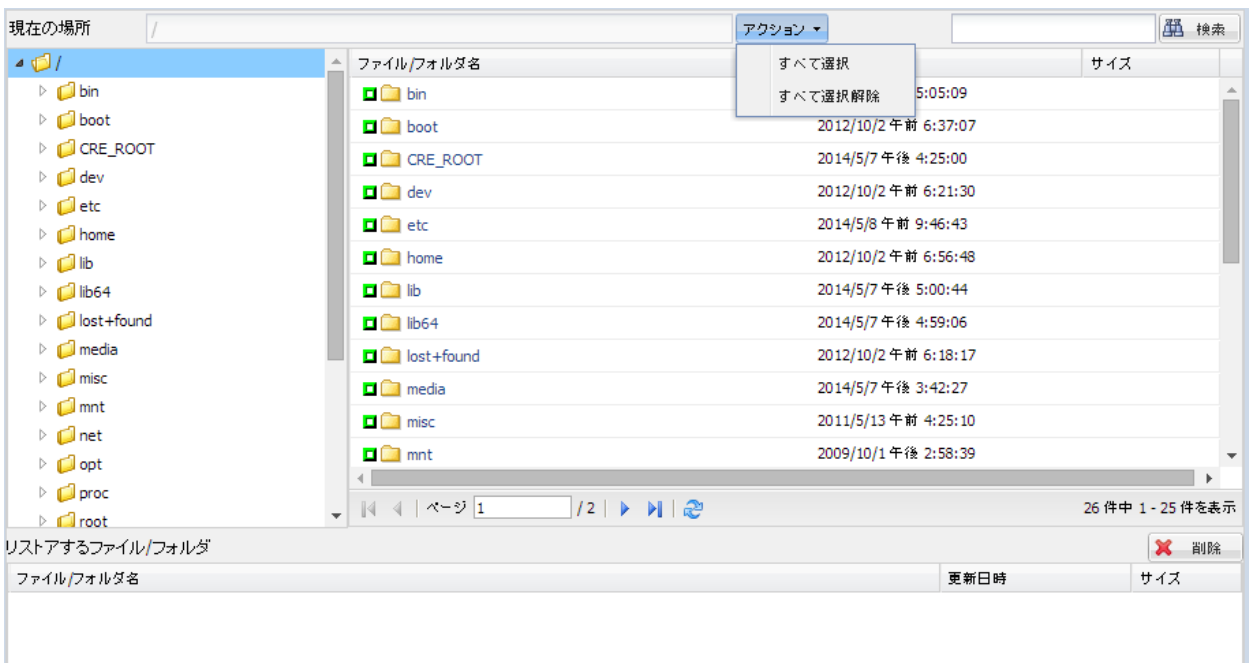 現在の場所 / アクション 検索
すべて選択
すべて選択解除
/
bin
boot
CRE_ROOT
dev
etc
home
lib
lib64
lost+found
media
misc
mnt
net
opt
proc
root
ファイル/フォルダ名 サイズ
bin 5:05:09
boot 2012/10/2 午前 6:37:07
CRE_ROOT 2014/5/7 午後 4:25:00
dev 2012/10/2 午前 6:21:30
etc 2014/5/8 午前 9:46:43
home 2012/10/2 午前 6:56:48
lib 2014/5/7 午後 5:00:44
lib64 2014/5/7 午後 4:59:06
lost+found 2012/10/2 午前 6:18:17
media 2014/5/7 午後 3:42:27
misc 2011/5/13 午前 4:25:10
mnt 2009/10/1 午後 2:58:39
ページ 1 / 2 26 件中 1 - 25 件を表示
リストアするファイル/フォルダ 削除
ファイル/フォルダ名 更新日時 サイズ